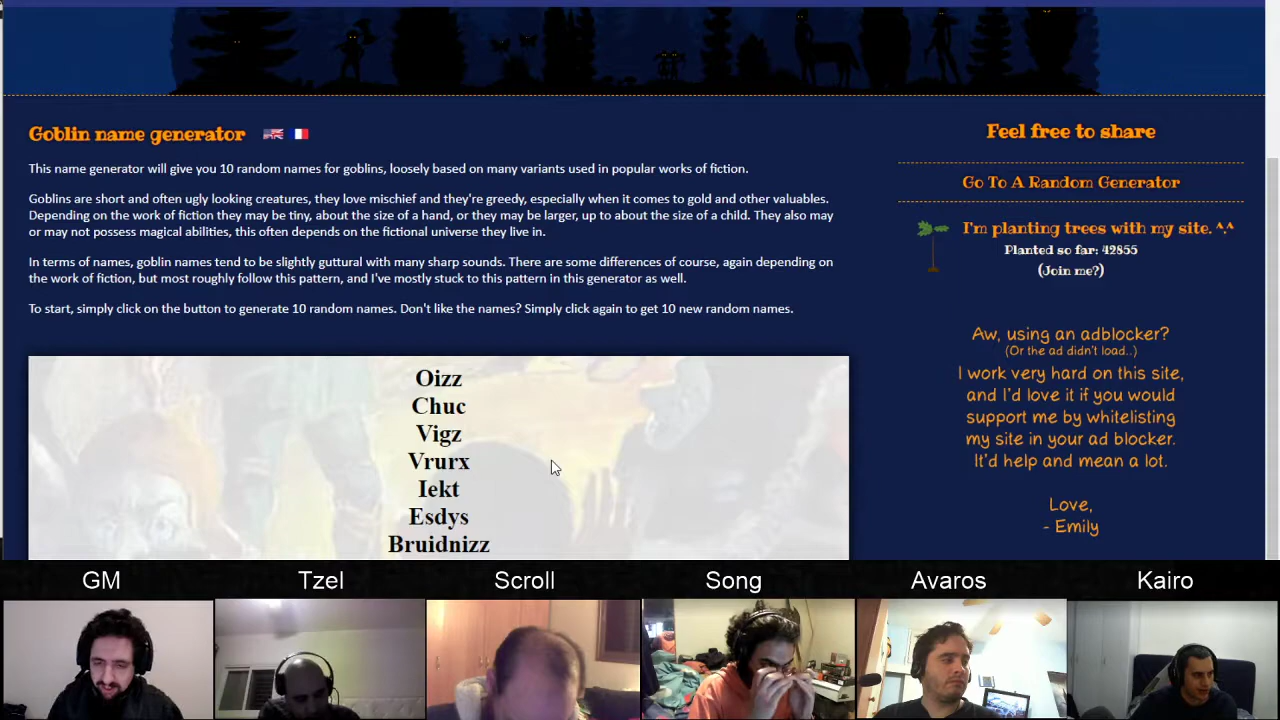 Goblin name generator
This name generator will give you 10 random names for goblins, loosely based on many variants used in popular works of fiction.
Goblins are short and often ugly looking creatures, they love mischief and they're greedy, especially when it comes to gold and other valuables.
Depending on the work of fiction they may be tiny, about the size of a hand, or they may be larger, up to about the size of a child. They also may
or may not possess magical abilities, this often depends on the fictional universe they live in.
In terms of names, goblin names tend to be slightly guttural with many sharp sounds. There are some differences of course, again depending on
the work of fiction, but most roughly follow this pattern, and I've mostly stuck to this pattern in this generator as well.
To start, simply click on the button to generate 10 random names. Don't like the names? Simply click again to get 10 new random names.
Oizz
Chuc
Vigz
Vrurx
Iekt
Esdys
Bruidnizz
Feel free to share
Go To A Random Generator
I'm planting trees with my site. ^.^
Planted so far: 42855
(Join me?)
Aw, using an adblocker?
(Or the ad didn't load..)
I work very hard on this site,
and I'd love it if you would
support me by whitelisting
my site in your ad blocker.
It'd help and mean a lot.
Love,
- Emily
GM
Tzel
Scroll
Song
Avaros
Kairo